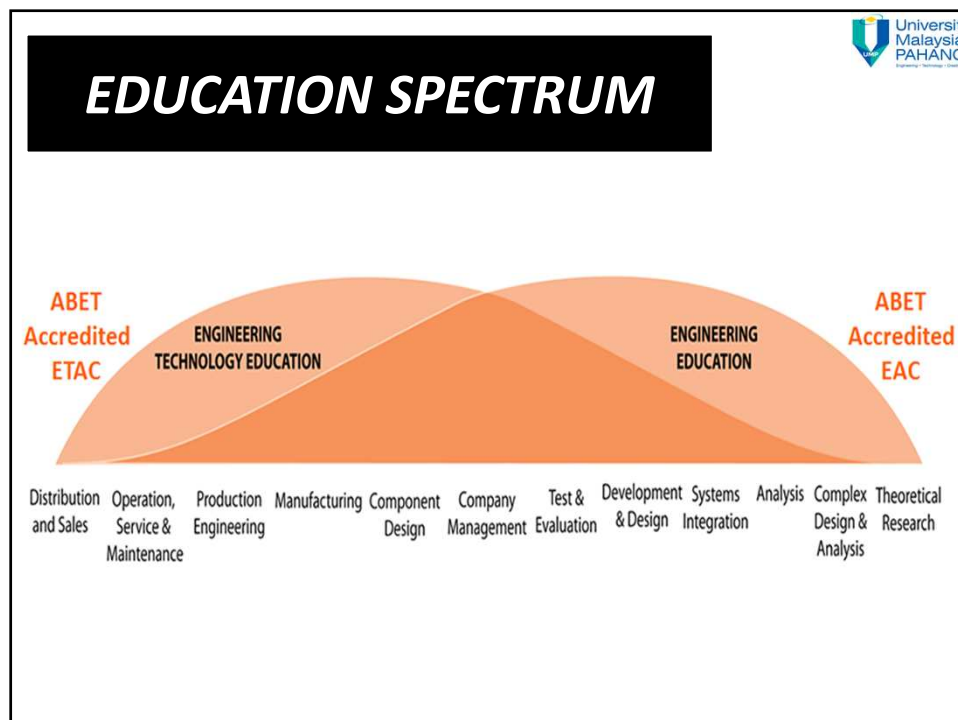 EDUCATION SPECTRUM
Universiti
Malaysia
PAHANG
UMP
ABET
Accredited
ETAC
ENGINEERING
TECHNOLOGY EDUCATION
ENGINEERING
EDUCATION
ABET
Accredited
EAC
Distribution
and Sales
Operation,
Service &
Maintenance
Production
Engineering
Manufacturing
Component
Design
Company
Management
Test &
Evaluation
Development
& Design
Systems
Integration
Analysis
Complex
Design &
Analysis
Theoretical
Research